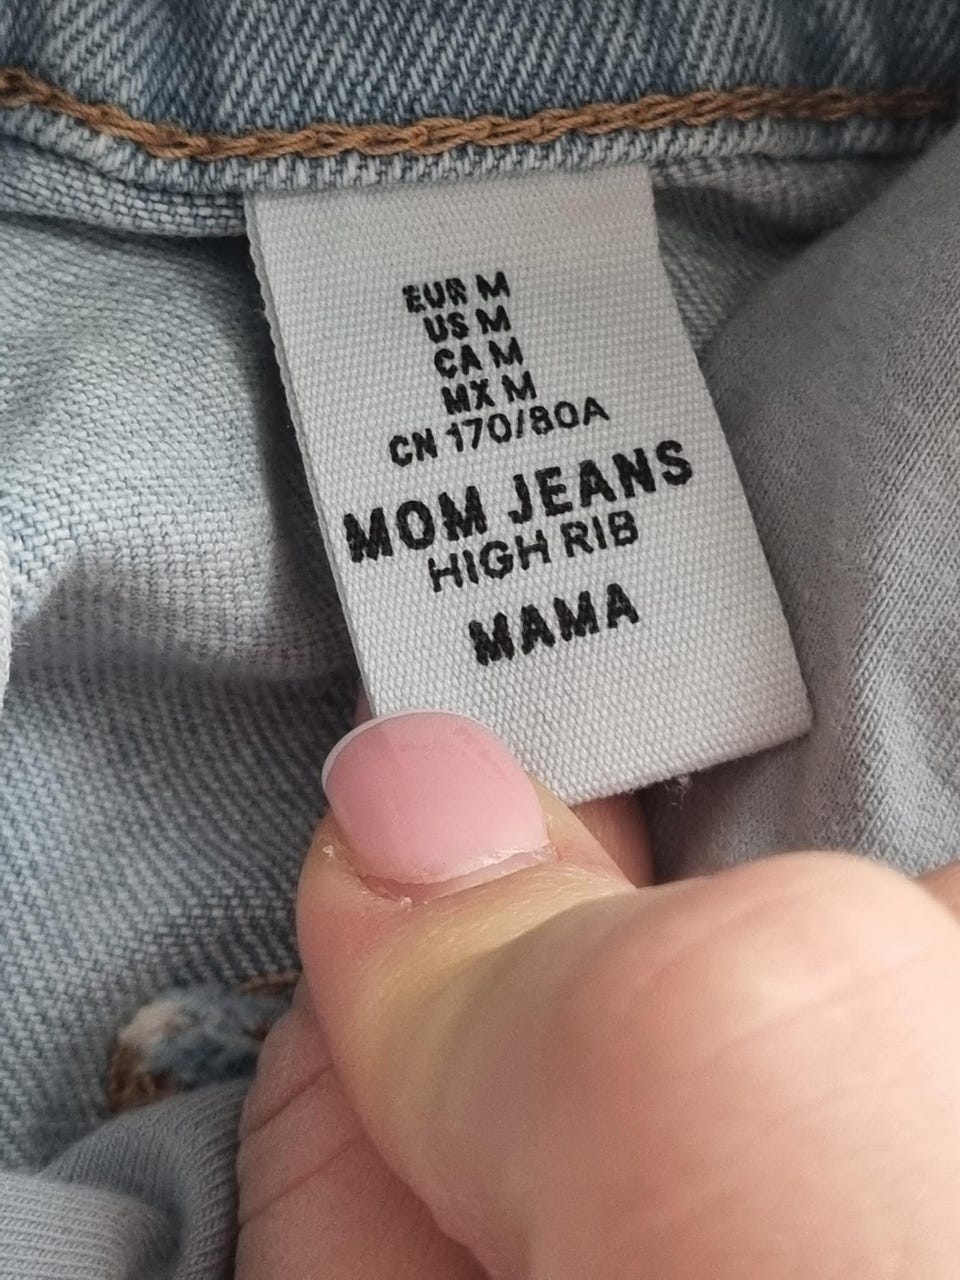 EUR M
US M
CA M
MX M
CN 170/80A
MOM JEANS
HIGH RIB
MAMA